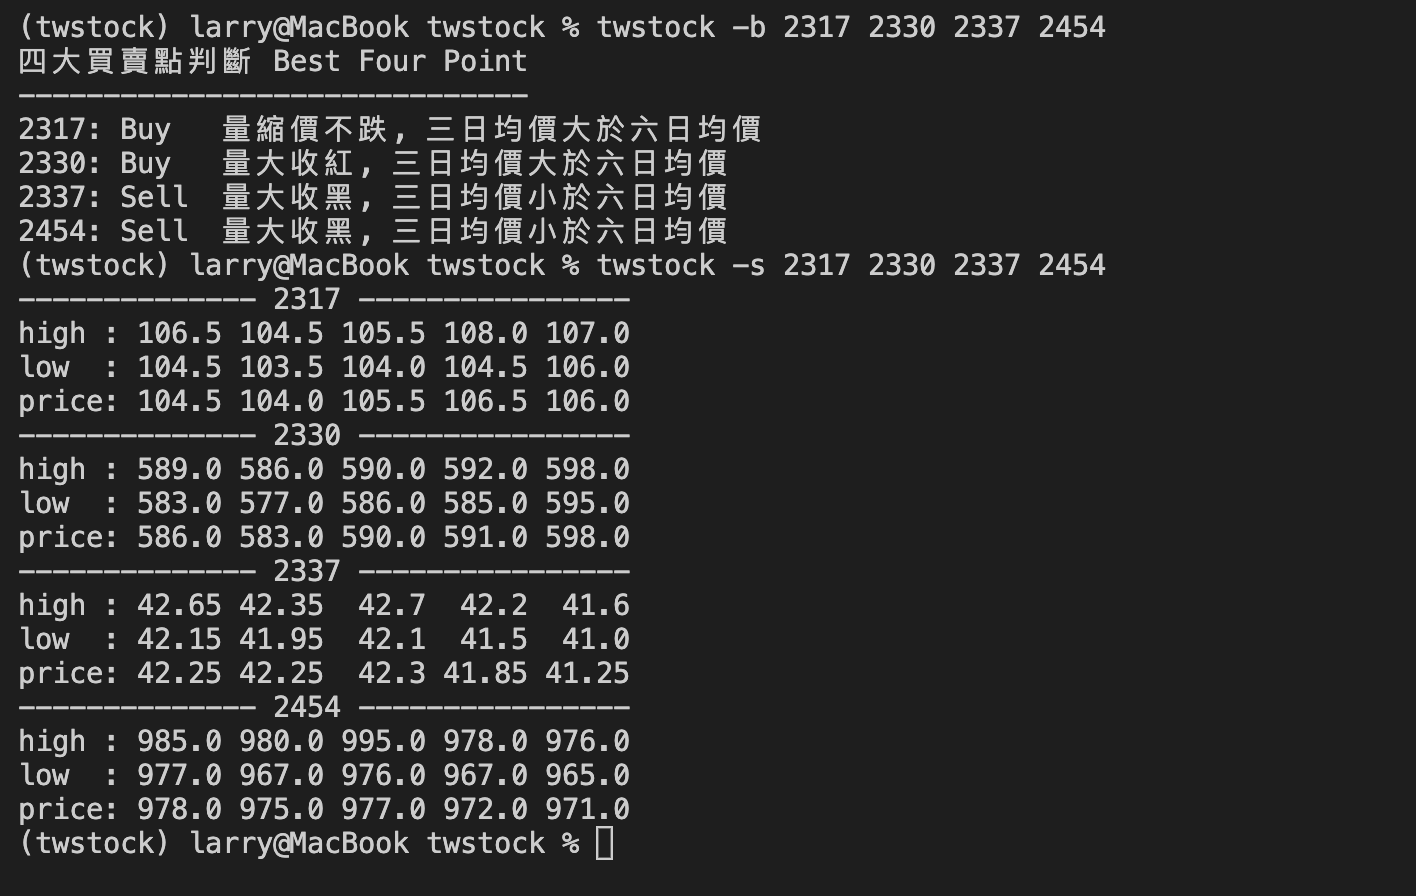 (twstock) larry@MacBook twstock % twstock -b 2317 2330 2337 2454
四大買賣點判斷 Best Four Point
------------------------------
2317: Buy   量縮價不跌, 三日均價大於六日均價
2330: Buy   量大收紅, 三日均價大於六日均價
2337: Sell  量大收黑, 三日均價小於六日均價
2454: Sell  量大收黑, 三日均價小於六日均價
(twstock) larry@MacBook twstock % twstock -s 2317 2330 2337 2454
-------------- 2317 ----------------
high : 106.5 104.5 105.5 108.0 107.0
low  : 104.5 103.5 104.0 104.5 106.0
price: 104.5 104.0 105.5 106.5 106.0
-------------- 2330 ----------------
high : 589.0 586.0 590.0 592.0 598.0
low  : 583.0 577.0 586.0 585.0 595.0
price: 586.0 583.0 590.0 591.0 598.0
-------------- 2337 ----------------
high : 42.65 42.35  42.7  42.2  41.6
low  : 42.15 41.95  42.1  41.5  41.0
price: 42.25 42.25  42.3 41.85 41.25
-------------- 2454 ----------------
high : 985.0 980.0 995.0 978.0 976.0
low  : 977.0 967.0 976.0 967.0 965.0
price: 978.0 975.0 977.0 972.0 971.0
(twstock) larry@MacBook twstock %